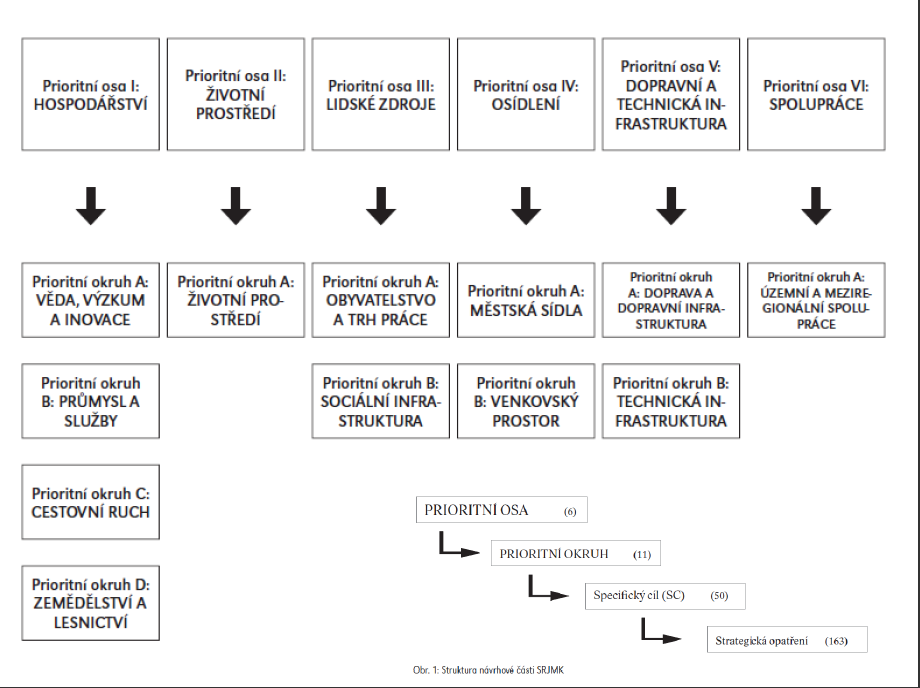 Prioritní osa I:
HOSPODÁŘSTVÍ
Prioritní osa II:
ŽIVOTNÍ
PROSTŘEDÍ
Prioritní osa III:
LIDSKÉ ZDROJE
Prioritní osa IV:
OSÍDLENÍ
Prioritní osa V:
DOPRAVNÍ A
TECHNICKÁ IN-
FRASTRUKTURA
Prioritní osa VI:
SPOLUPRÁCE
Prioritní okruh A:
VĚDA, VÝZKUM
A INOVACE
Prioritní okruh A:
ŽIVOTNÍ PRO-
STŘEDÍ
Prioritní okruh A:
OBYVATELSTVO
A TRH PRÁCE
Prioritní okruh A:
MĚSTSKÁ SÍDLA
Prioritní okruh
A: DOPRAVA A
DOPRAVNÍ INFRA-
STRUKTURA
Prioritní okruh A:
ÚZEMNÍ A MEZIRE-
GIONÁLNÍ SPOLU-
PRÁCE
Prioritní okruh
B: PRŮMYSL A
SLUŽBY
Prioritní okruh B:
SOCIÁLNÍ INFRA-
STRUKTURA
Prioritní okruh
B: VENKOVSKÝ
PROSTOR
Prioritní okruh B:
TECHNICKÁ IN-
FRASTRUKTURA
Prioritní okruh C:
CESTOVNÍ RUCH
Prioritní okruh D:
ZEMĚDĚLSTVÍ A
LESNICTVÍ
PRIORITNÍ OSA (6)
PRIORITNÍ OKRUH (11)
Specifický cíl (SC) (50)
Strategická opatření (163)
Obr. 1: Struktura návrhové části SRJMK